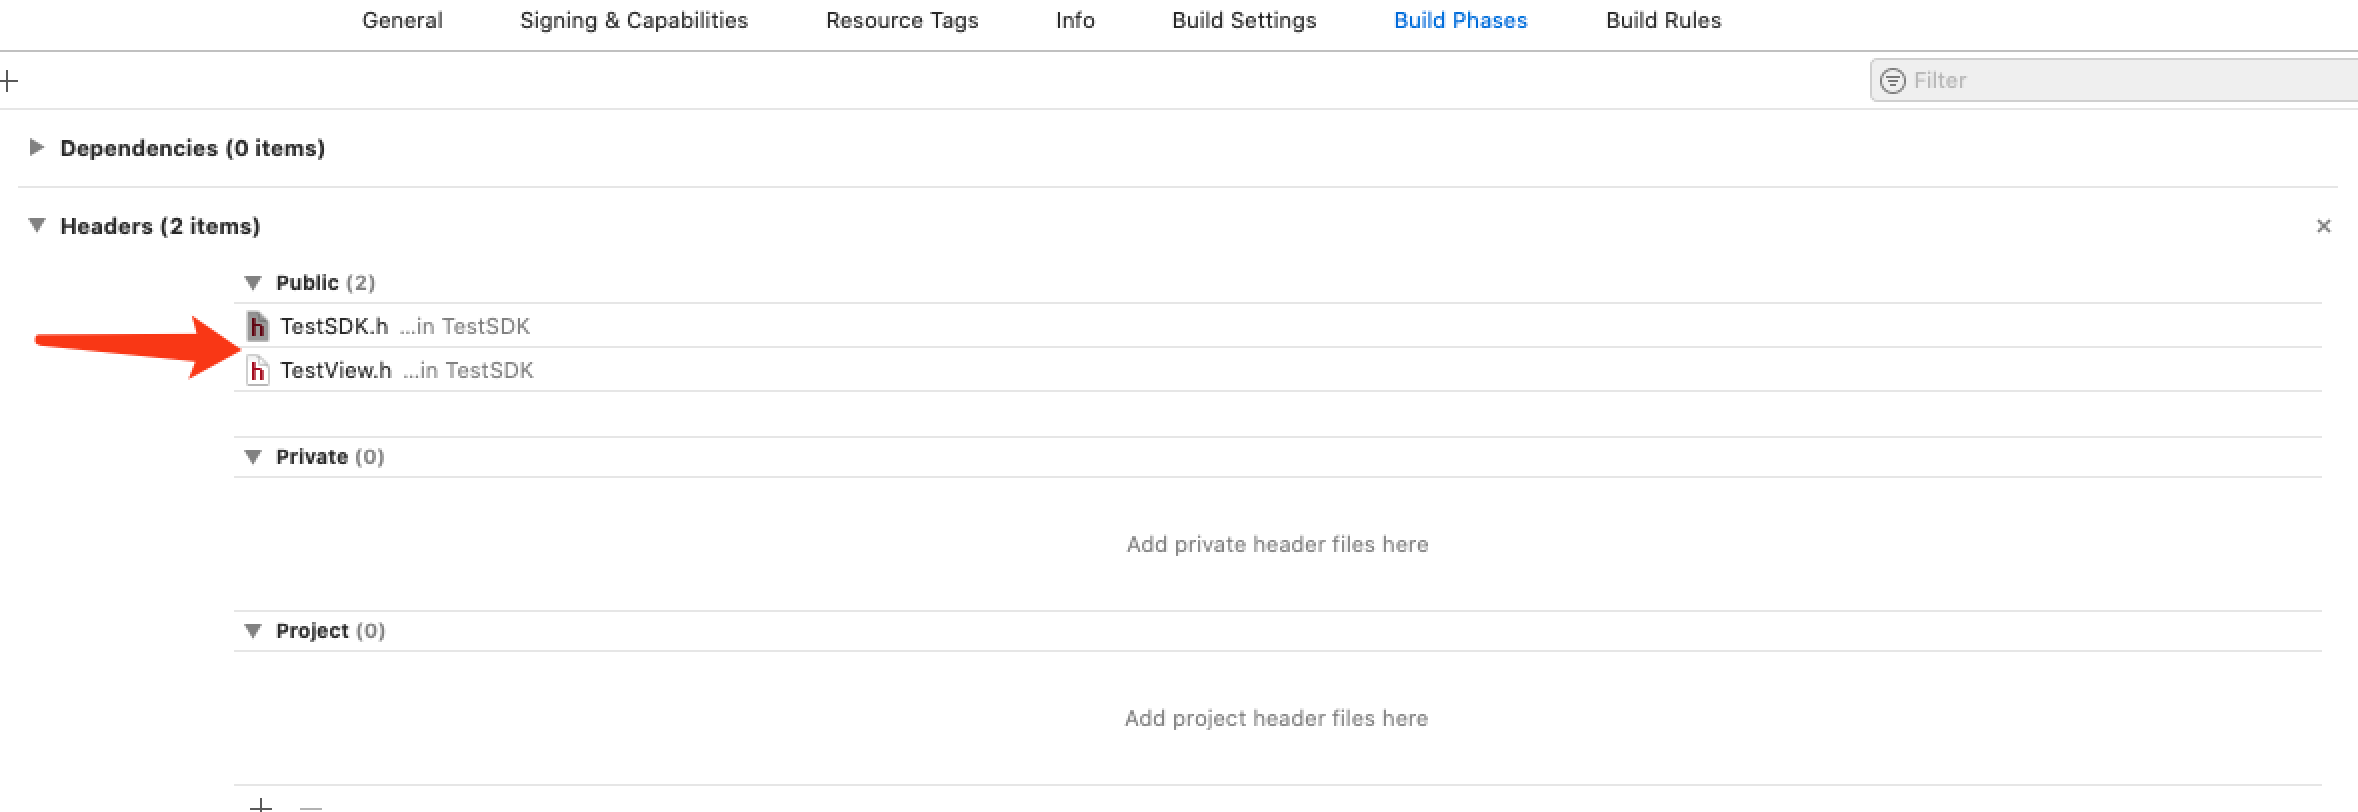 General Signing & Capabilities Resource Tags Info Build Settings Build Phases Build Rules
Filter
Dependencies (0 items)
Headers (2 items)
Public (2)
h TestSDK.h ...in TestSDK
h TestView.h ...in TestSDK
Private (0)
Add private header files here
Project (0)
Add project header files here